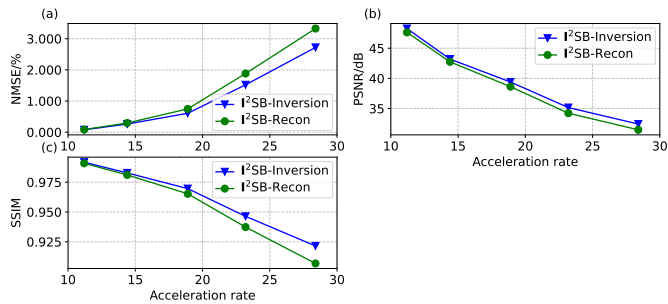 (a)
3.000
2.000
1.000
0.000
NMSE/%
I²SB-Inversion
I²SB-Recon
10 15 20 25 30
(b)
45
40
35
PSNR/dB
I²SB-Inversion
I²SB-Recon
10 15 20 25 30
Acceleration rate
(c)
0.975
0.950
0.925
SSIM
I²SB-Inversion
I²SB-Recon
10 15 20 25 30
Acceleration rate